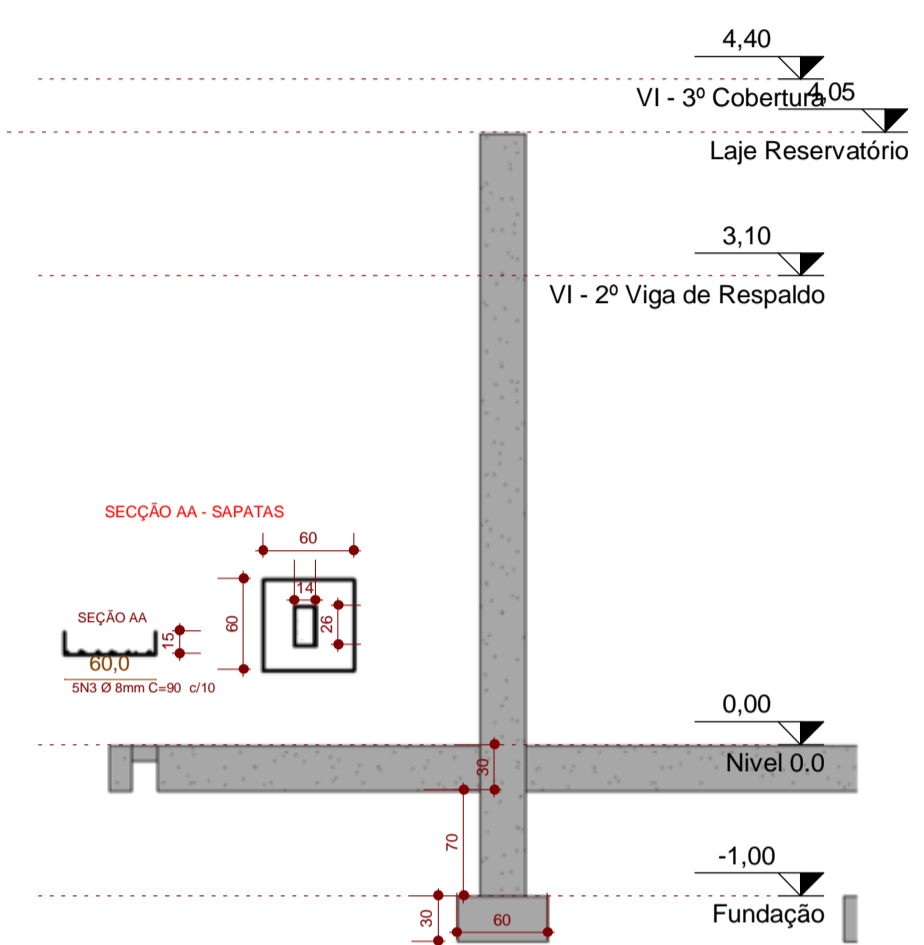 4,40
VI - 3º Cobertura
4,05
Laje Reservatório
3,10
VI - 2º Viga de Respaldo
SECÇÃO AA - SAPATAS
60
14
60
26
SEÇÃO AA
15
60,0
5N3 Ø 8mm C=90 c/10
0,00
30
Nivel 0.0
70
-1,00
30
60
Fundação